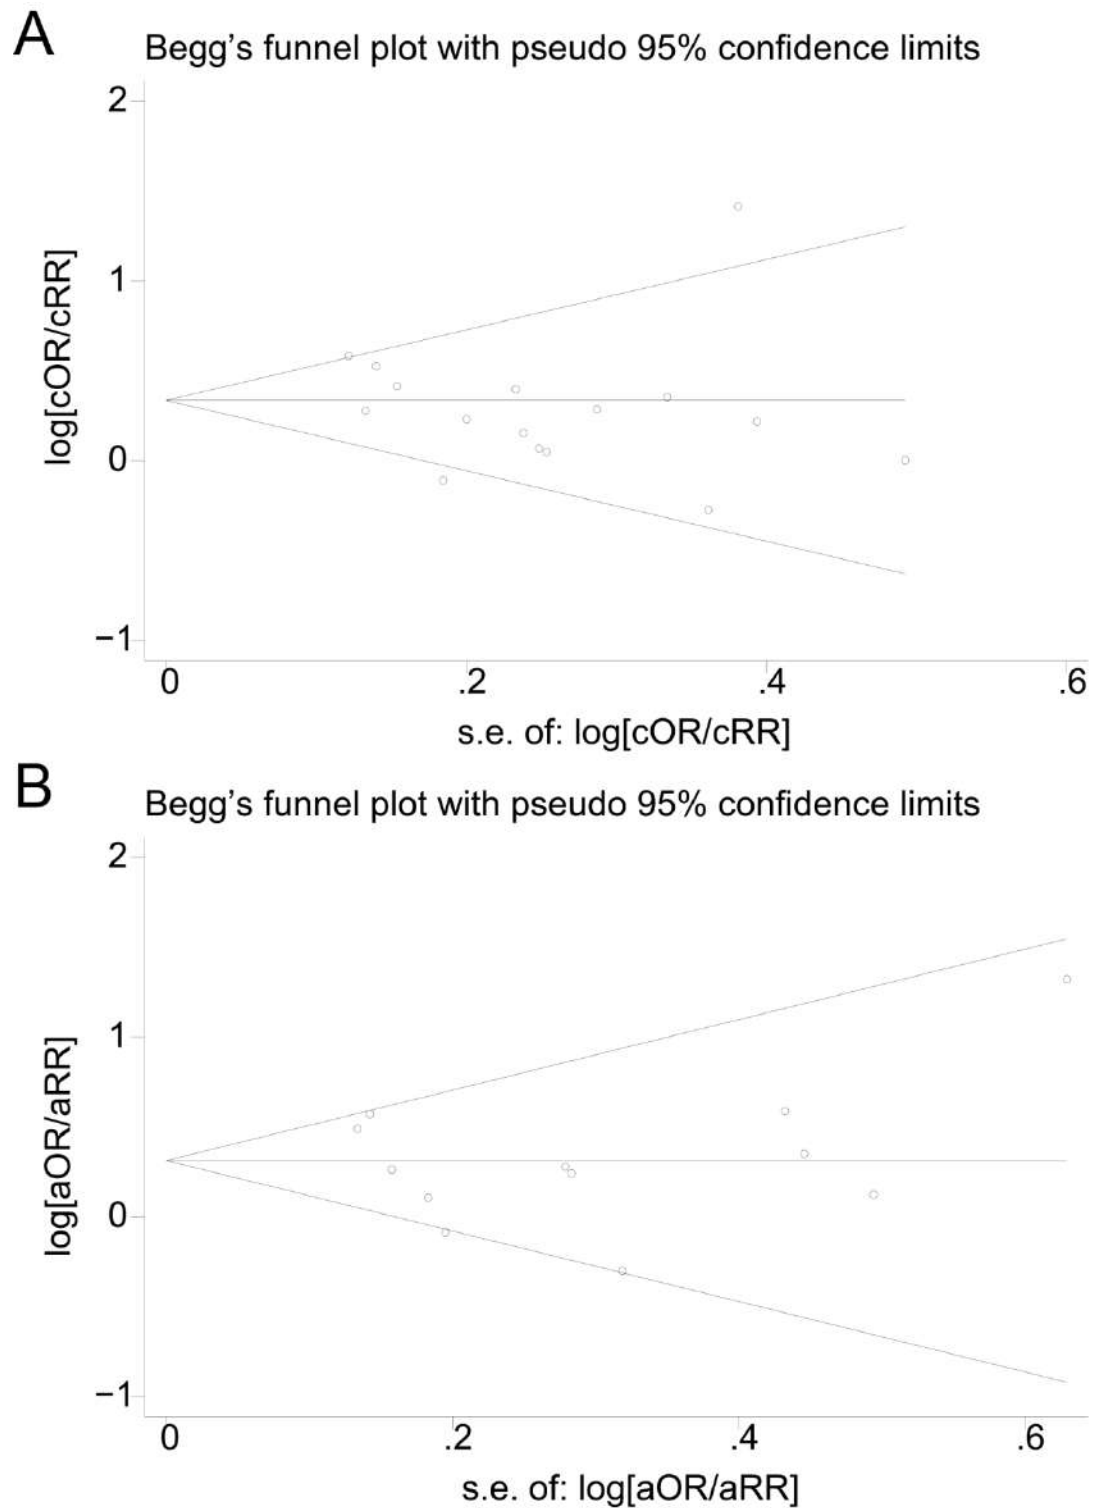 A
Begg’s funnel plot with pseudo 95% confidence limits
2
1
0
−1
log[cOR/cRR]
0 .2 .4 .6
s.e. of: log[cOR/cRR]
B
Begg’s funnel plot with pseudo 95% confidence limits
2
1
0
−1
log[aOR/aRR]
0 .2 .4 .6
s.e. of: log[aOR/aRR]